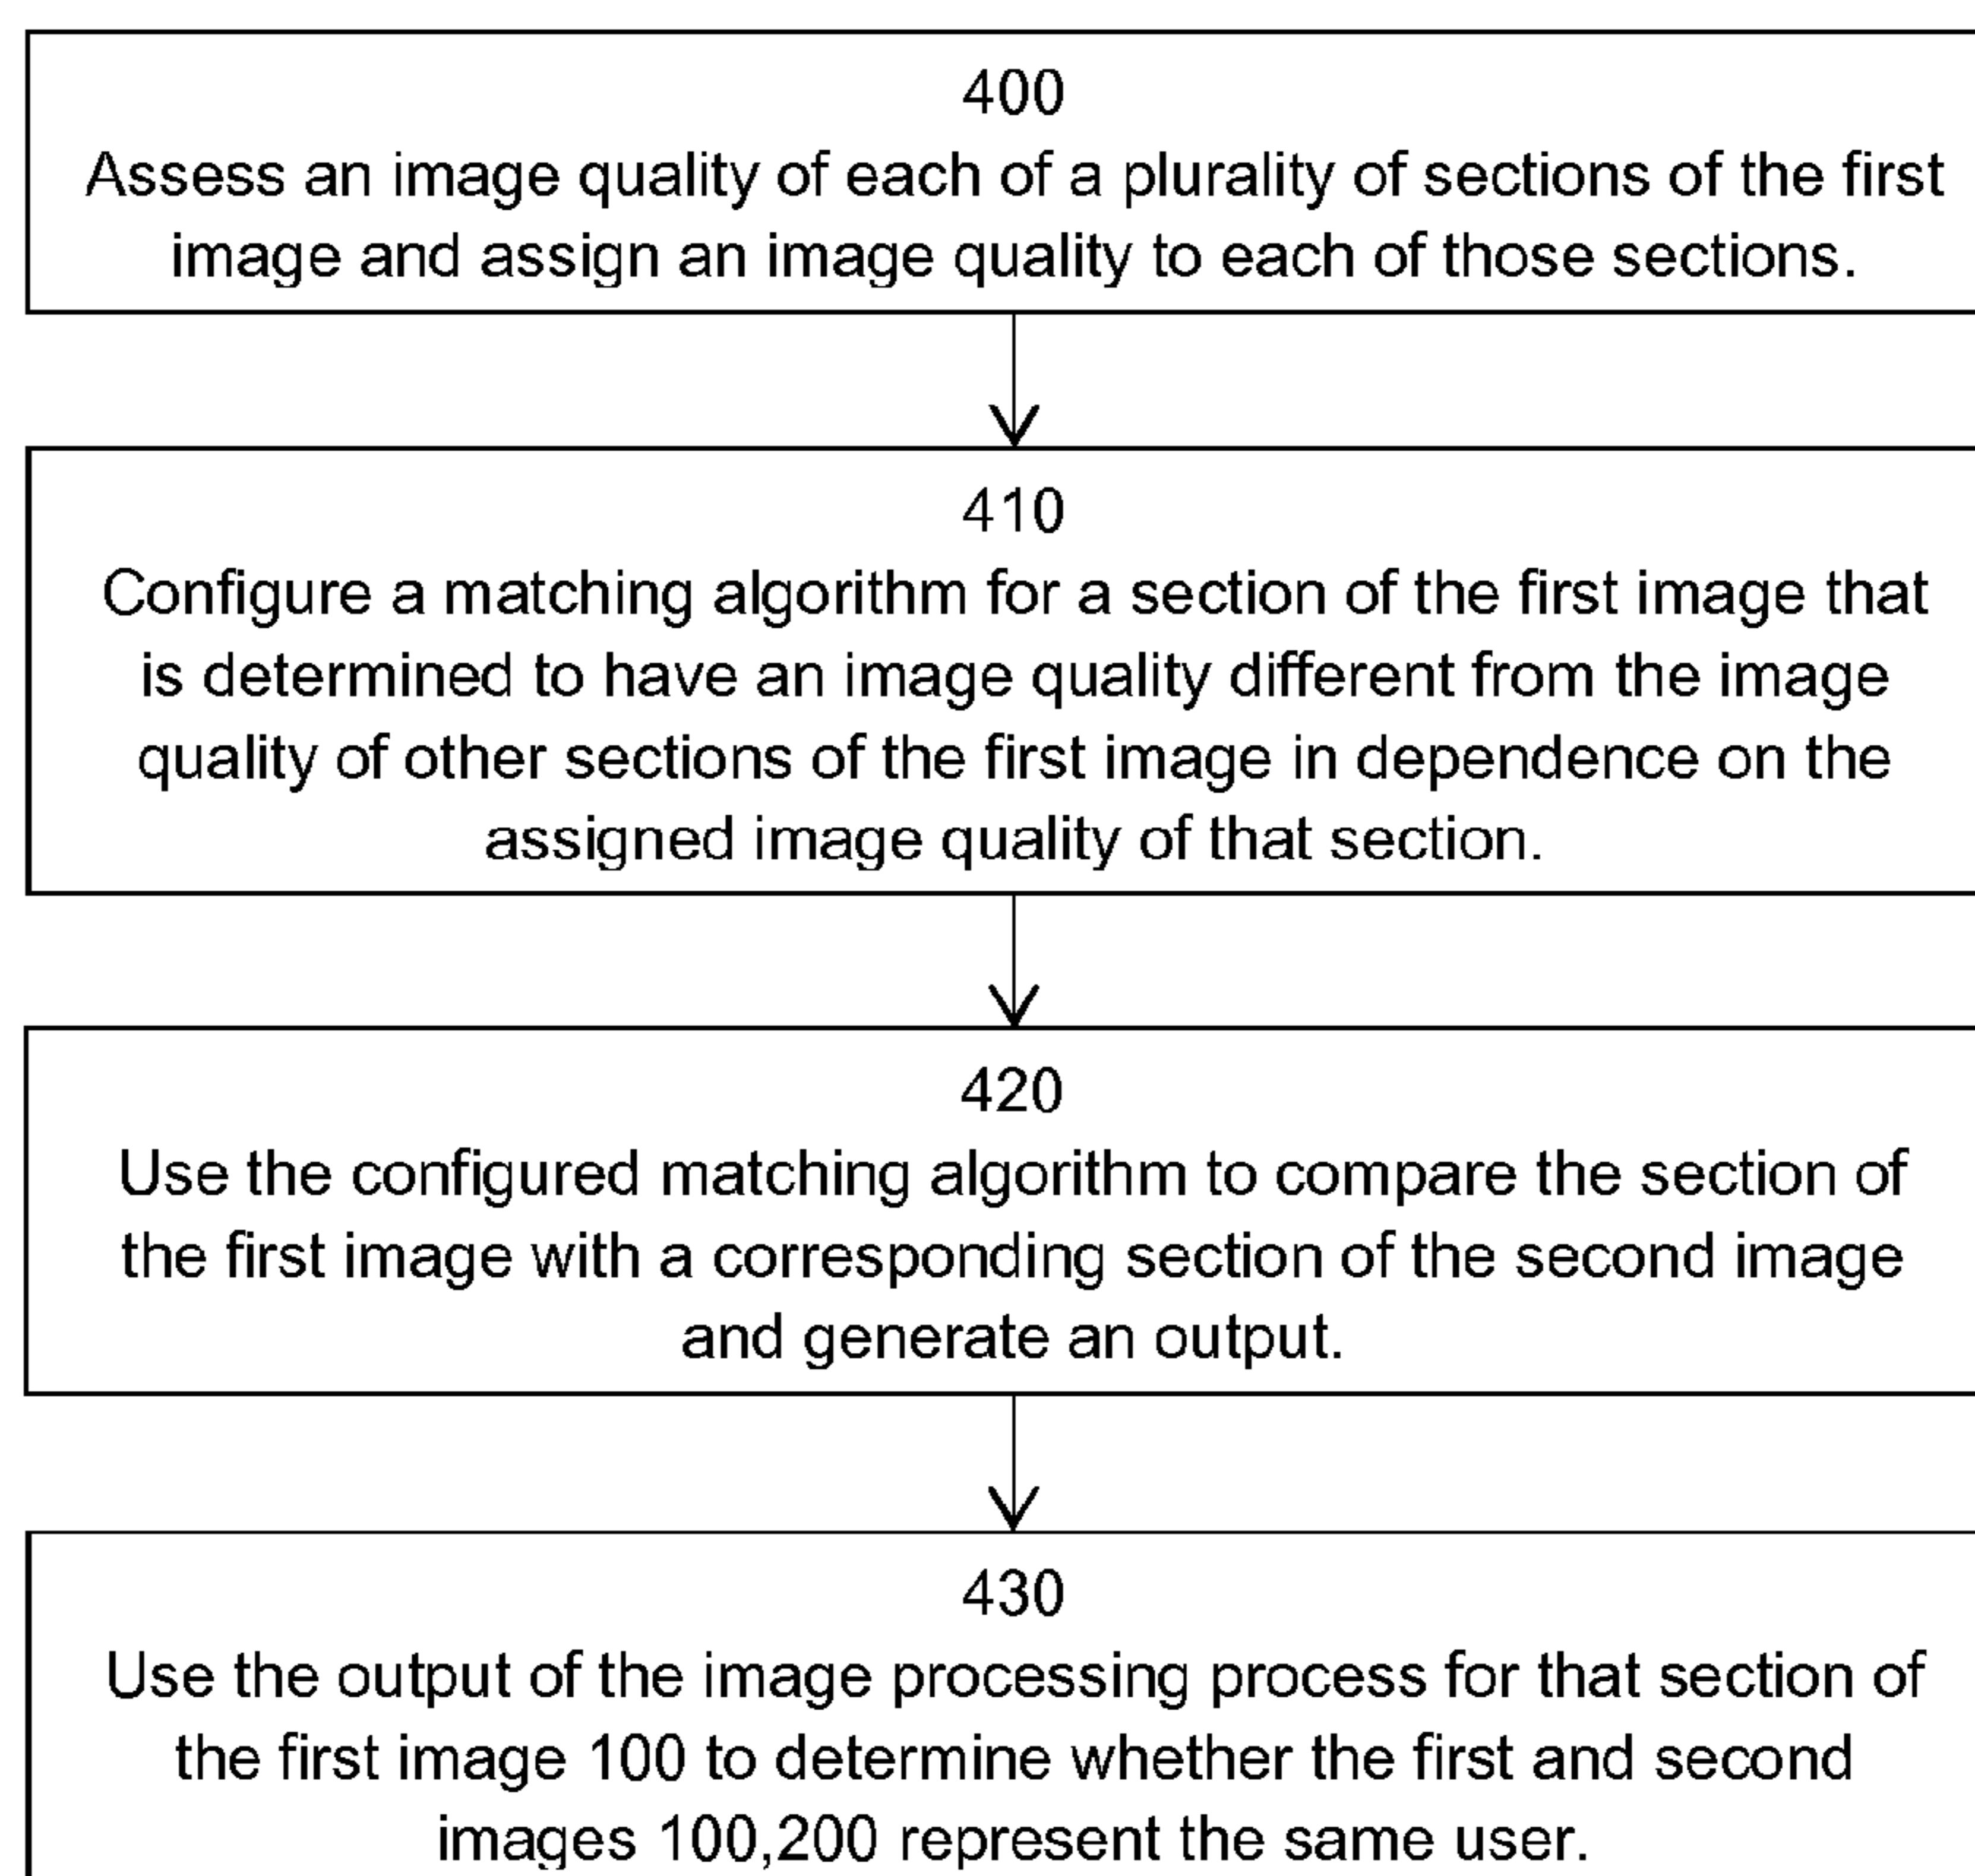 400
Assess an image quality of each of a plurality of sections of the first
image and assign an image quality to each of those sections.
410
Configure a matching algorithm for a section of the first image that
is determined to have an image quality different from the image
quality of other sections of the first image in dependence on the
assigned image quality of that section.
420
Use the configured matching algorithm to compare the section of
the first image with a corresponding section of the second image
and generate an output.
430
Use the output of the image processing process for that section of
the first image 100 to determine whether the first and second
images 100,200 represent the same user.